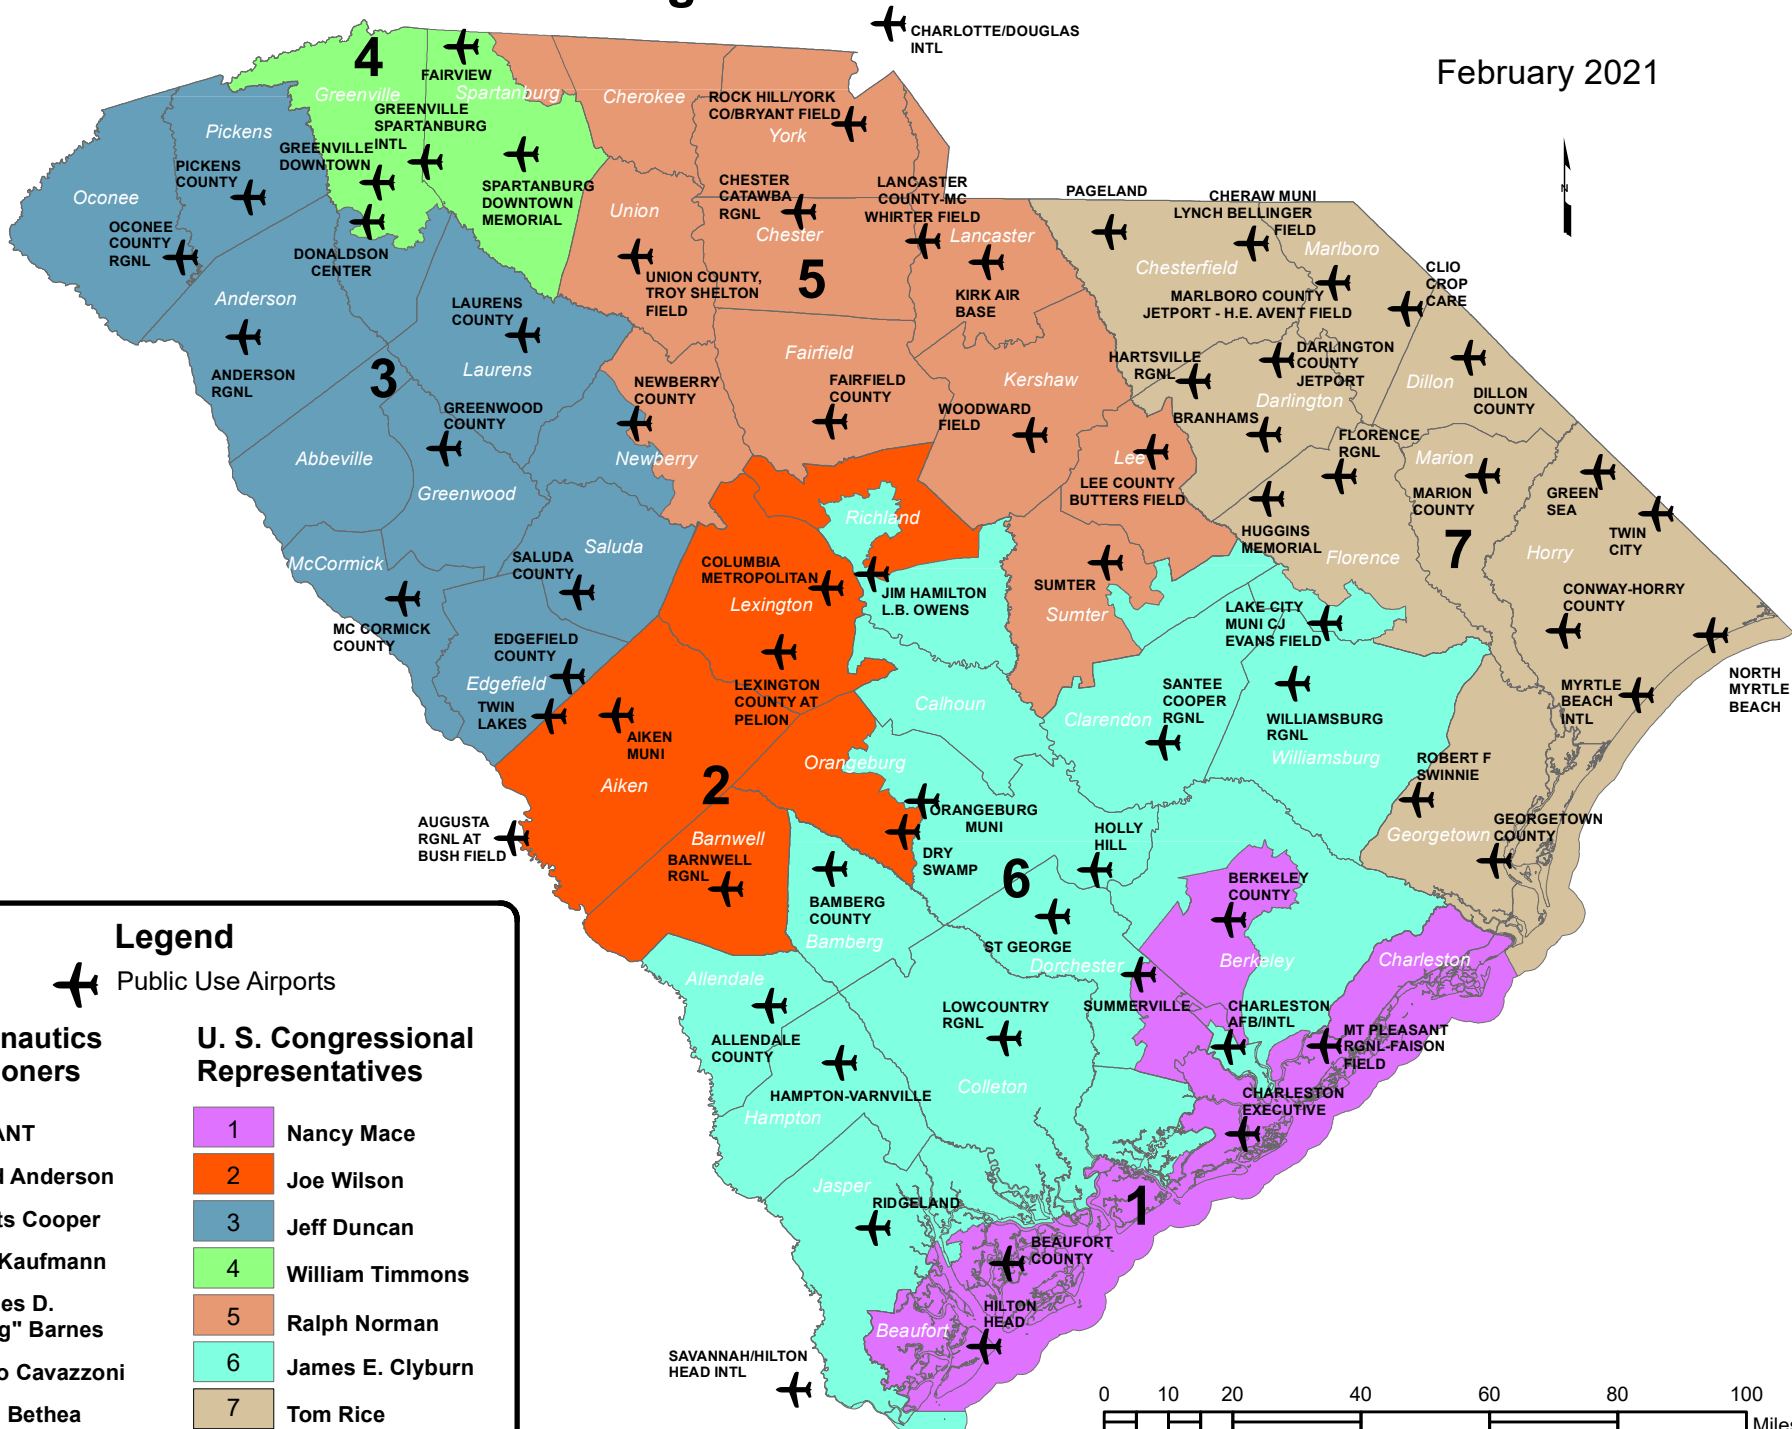 CHARLOTTE/DOUGLAS
INTL
February 2021
N
4
FAIRVIEW
Greenville
Spartanburg
Cherokee
GREENVILLE
SPARTANBURG
INTL
ROCK HILL/YORK
CO/BRYANT FIELD
York
Pickens
GREENVILLE
DOWNTOWN
PICKENS
COUNTY
SPARTANBURG
DOWNTOWN
MEMORIAL
Oconee
OCONEE
COUNTY
RGNL
DONALDSON
CENTER
Union
CHESTER
CATAWBA
RGNL
Chester
LANCASTER
COUNTY-MC
WHIRTER FIELD
Lancaster
PAGELAND
CHERAW MUNI
LYNCH BELLINGER
FIELD
Marlboro
Chesterfield
CLIO
CROP
CARE
UNION COUNTY,
TROY SHELTON
FIELD
5
KIRK AIR
BASE
MARLBORO COUNTY
JETPORT - H.E. AVENT FIELD
Anderson
LAURENS
COUNTY
Laurens
ANDERSON
RGNL
3
Fairfield
FAIRFIELD
COUNTY
Kershaw
HARTSVILLE
RGNL
DARLINGTON
COUNTY
JETPORT
Darlington
Dillon
DILLON
COUNTY
NEWBERRY
COUNTY
Newberry
GREENWOOD
COUNTY
Greenwood
Abbeville
WOODWARD
FIELD
BRANHAMS
FLORENCE
RGNL
Lee
LEE COUNTY
BUTTERS FIELD
Marion
MARION
COUNTY
GREEN
SEA
TWIN
CITY
7
Horry
HUGGINS
MEMORIAL
Florence
Richland
Saluda
SALUDA
COUNTY
McCormick
MC CORMICK
COUNTY
COLUMBIA
METROPOLITAN
Lexington
JIM HAMILTON
L.B. OWENS
SUMTER
Sumter
LAKE CITY
MUNI CJ
EVANS FIELD
CONWAY-HORRY
COUNTY
EDGEFIELD
COUNTY
Edgefield
TWIN
LAKES
AIKEN
MUNI
Aiken
LEXINGTON
COUNTY AT
PELION
Calhoun
Clarendon
SANTEE
COOPER
RGNL
WILLIAMSBURG
RGNL
Williamsburg
MYRTLE
BEACH
INTL
NORTH
MYRTLE
BEACH
2
Orangeburg
ORANGEBURG
MUNI
ROBERT F
SWINNIE
Georgetown
GEORGETOWN
COUNTY
AUGUSTA
RGNL AT
BUSH FIELD
Barnwell
BARNWELL
RGNL
DRY
SWAMP
HOLLY
HILL
6
BAMBERG
COUNTY
Bamberg
BERKELEY
COUNTY
Berkeley
ST GEORGE
Dorchester
Charleston
Allendale
ALLENDALE
COUNTY
SUMMERVILLE
CHARLESTON
AFB/INTL
LOWCOUNTRY
RGNL
MT PLEASANT
RGNL-FAISON
FIELD
HAMPTON-VARNVILLE
Hampton
Colleton
CHARLESTON
EXECUTIVE
Jasper
RIDGELAND
1
BEAUFORT
COUNTY
HILTON
HEAD
Beaufort
SAVANNAH/HILTON
HEAD INTL
Legend
Public Use Airports
nautics
oners
ANT
Anderson
ts Cooper
Kaufmann
es D.
g" Barnes
o Cavazzoni
Bethea
U. S. Congressional
Representatives
1 Nancy Mace
2 Joe Wilson
3 Jeff Duncan
4 William Timmons
5 Ralph Norman
6 James E. Clyburn
7 Tom Rice
0 10 20 40 60 80 100
Miles